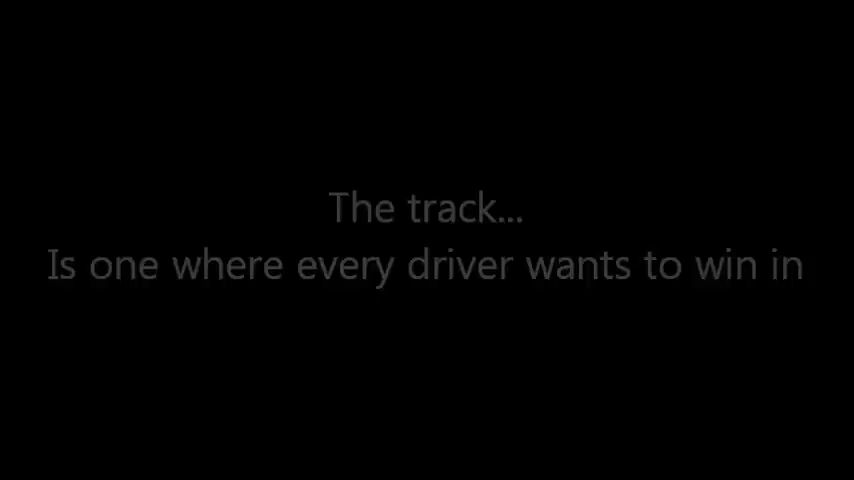 The track...
Is one where every driver wants to win in